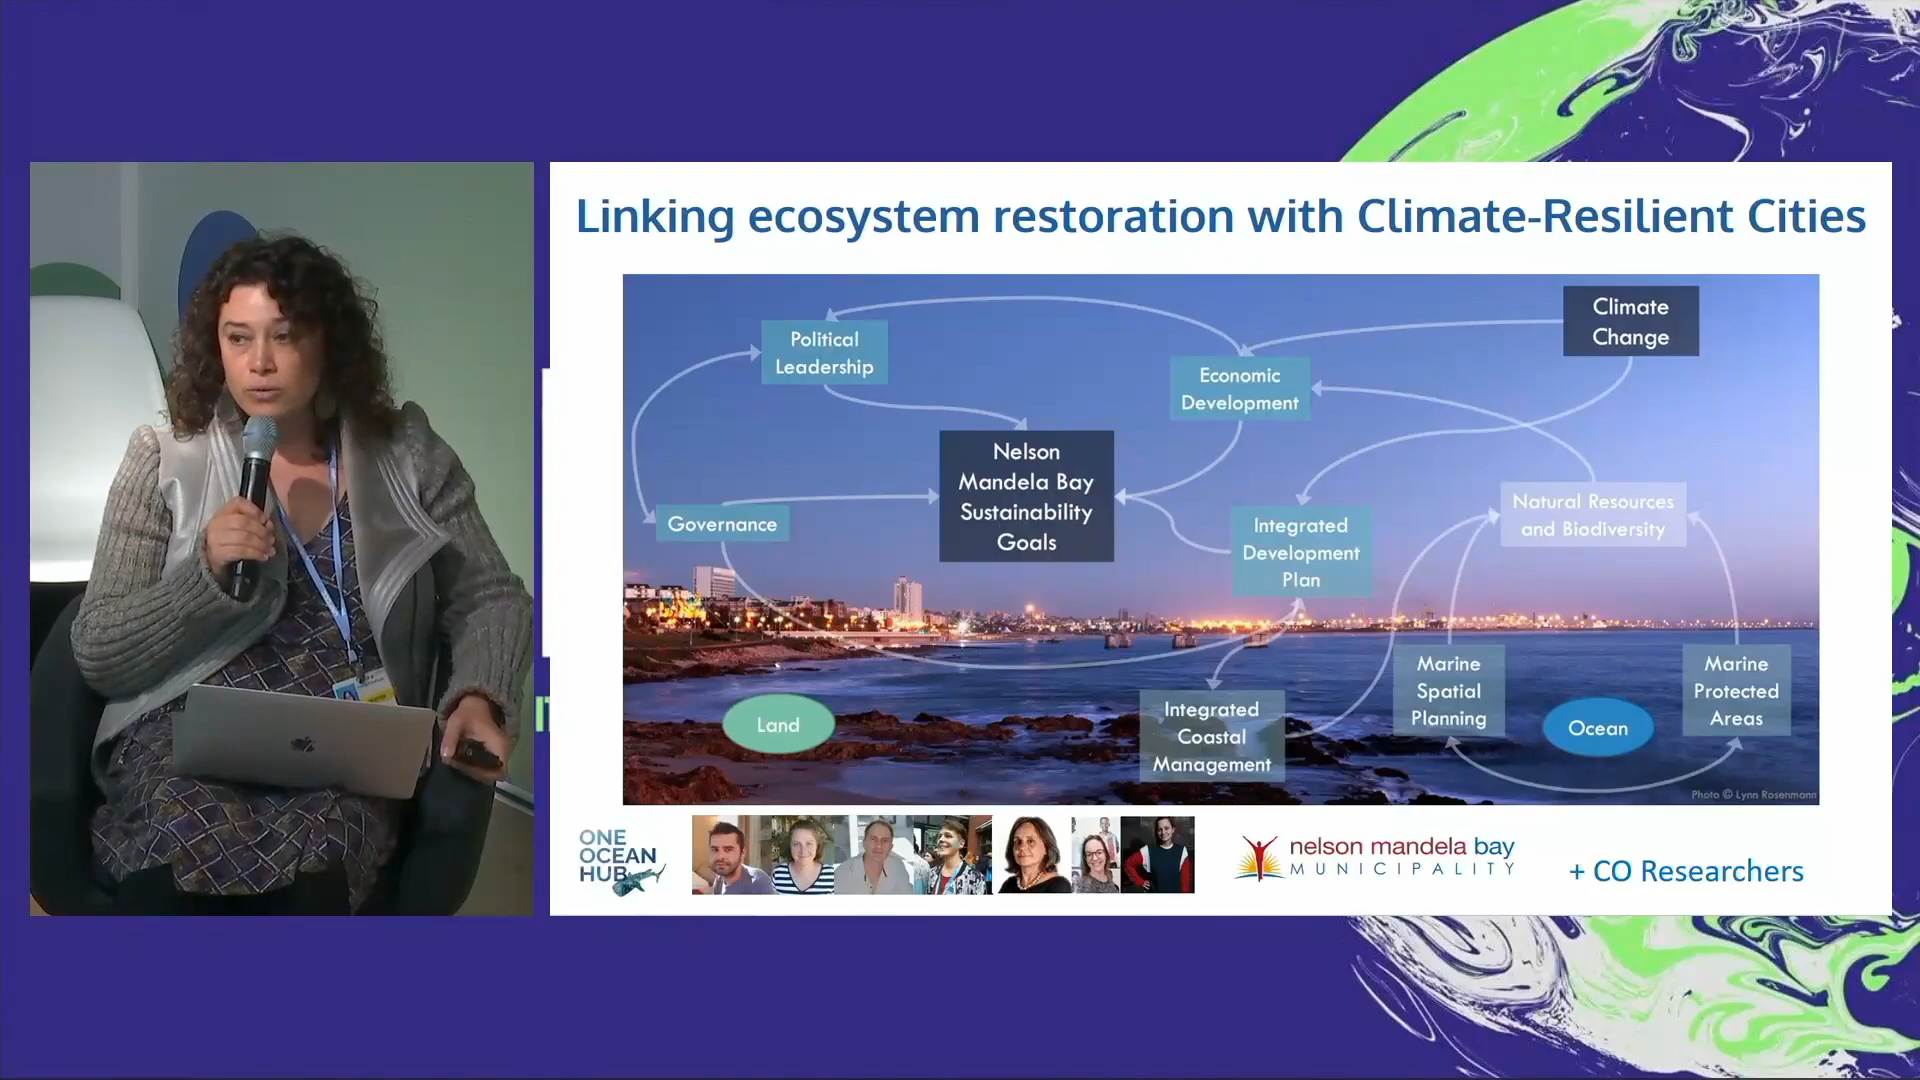 Linking ecosystem restoration with Climate-Resilient Cities
Climate
Change
Political
Leadership
Economic
Development
Nelson
Mandela Bay
Sustainability
Goals
Governance
Integrated
Development
Plan
Natural Resources
and Biodiversity
Land
Integrated
Coastal
Management
Marine
Spatial
Planning
Ocean
Marine
Protected
Areas
Photo © Lynn Rosenmann
ONE
OCEAN
HUB
nelson mandela bay
MUNICIPALITY
+ CO Researchers